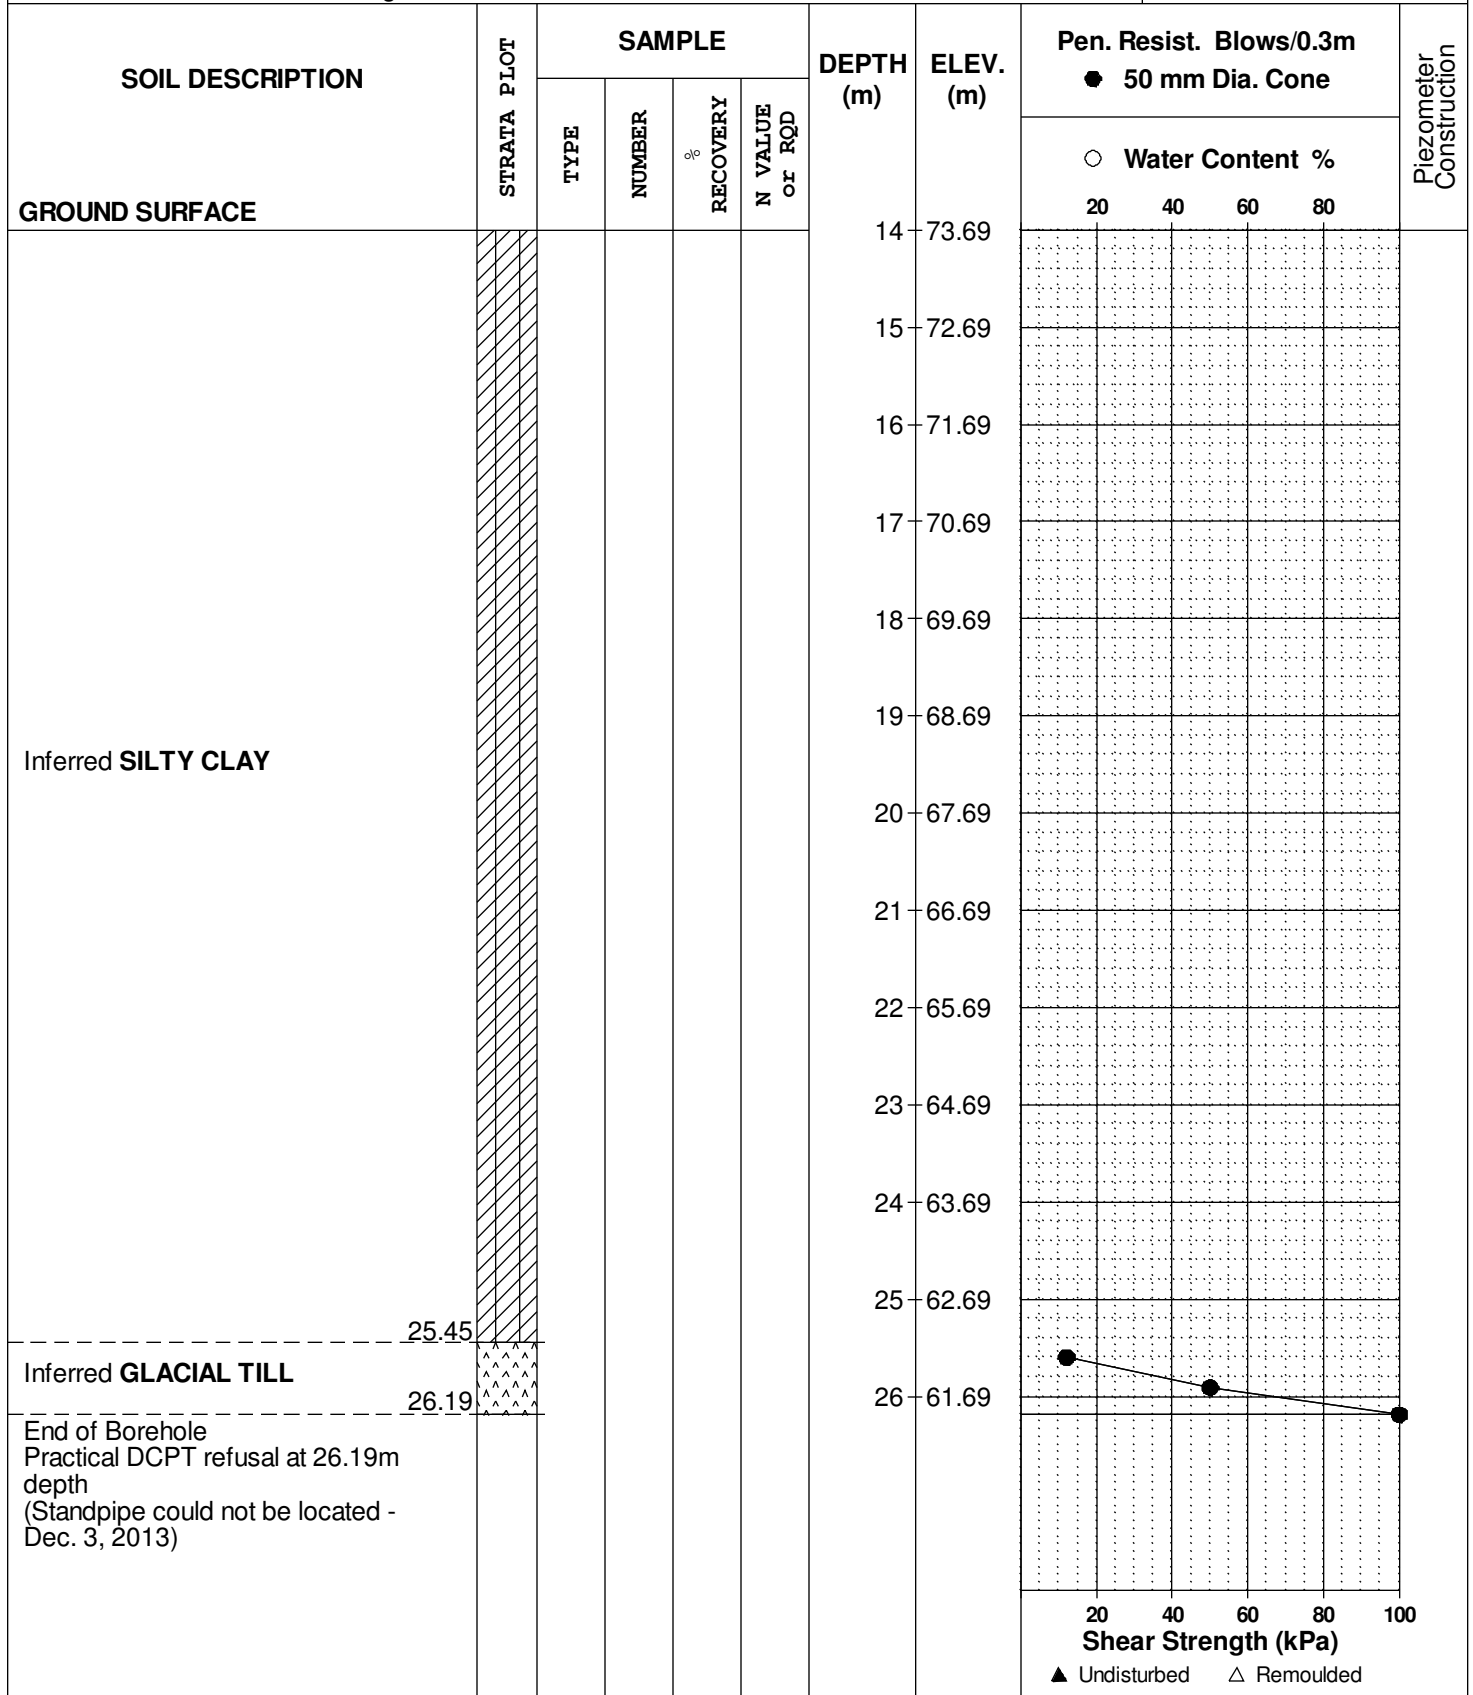 SOIL DESCRIPTION
GROUND SURFACE
STRATA PLOT
SAMPLE
TYPE
NUMBER
%
RECOVERY
N VALUE
or RQD
DEPTH
(m)
ELEV.
(m)
Pen. Resist. Blows/0.3m
● 50 mm Dia. Cone
○ Water Content %
20 40 60 80
Piezometer
Construction
14 73.69
15 72.69
16 71.69
17 70.69
18 69.69
19 68.69
Inferred SILTY CLAY
20 67.69
21 66.69
22 65.69
23 64.69
24 63.69
25 62.69
25.45
Inferred GLACIAL TILL
26.19
26 61.69
End of Borehole
Practical DCPT refusal at 26.19m
depth
(Standpipe could not be located -
Dec. 3, 2013)
20 40 60 80 100
Shear Strength (kPa)
▲ Undisturbed △ Remoulded